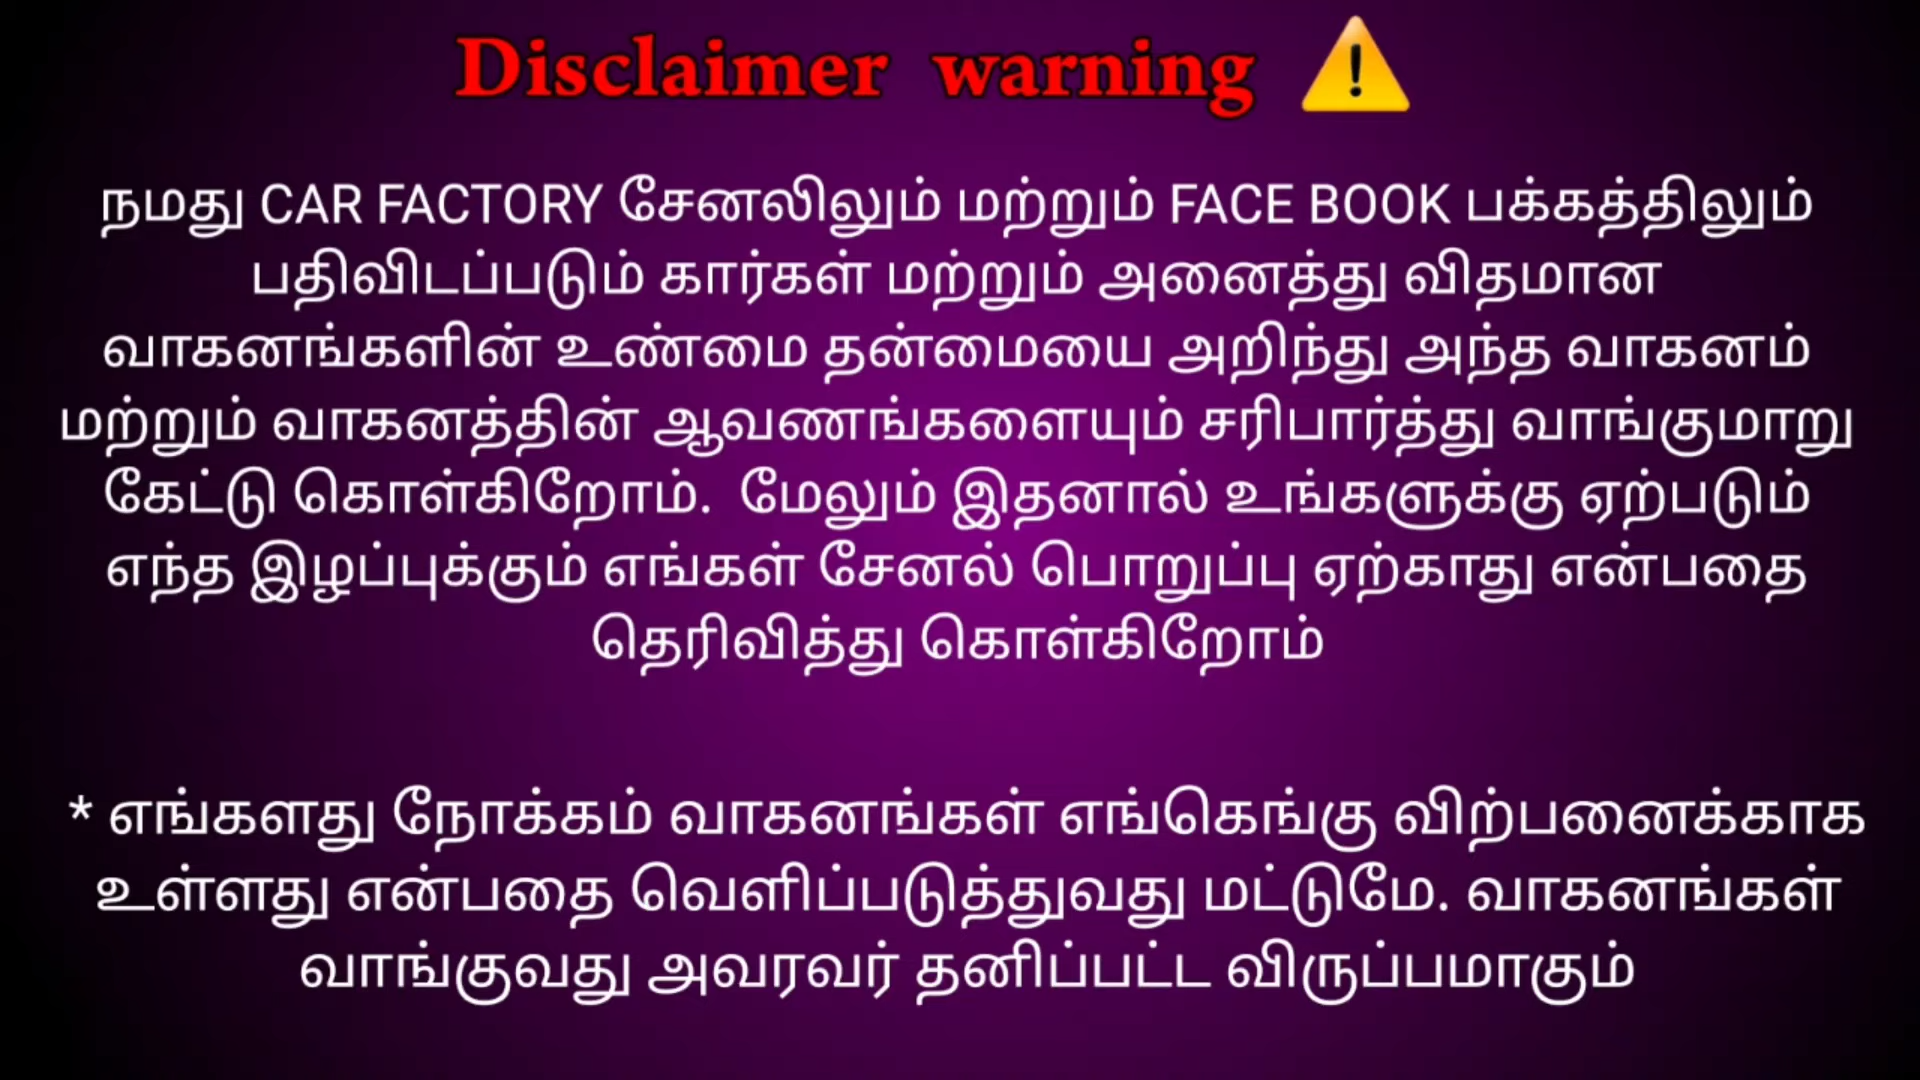 Disclaimer warning ⚠
நமது CAR FACTORY சேனலிலும் மற்றும் FACE BOOK பக்கத்திலும்
பதிவிடப்படும் கார்கள் மற்றும் அனைத்து விதமான
வாகனங்களின் உண்மை தன்மையை அறிந்து அந்த வாகனம்
மற்றும் வாகனத்தின் ஆவணங்களையும் சரிபார்த்து வாங்குமாறு
கேட்டு கொள்கிறோம். மேலும் இதனால் உங்களுக்கு ஏற்படும்
எந்த இழப்புக்கும் எங்கள் சேனல் பொறுப்பு ஏற்காது என்பதை
தெரிவித்து கொள்கிறோம்
* எங்களது நோக்கம் வாகனங்கள் எங்கெங்கு விற்பனைக்காக
உள்ளது என்பதை வெளிப்படுத்துவது மட்டுமே. வாகனங்கள்
வாங்குவது அவரவர் தனிப்பட்ட விருப்பமாகும்